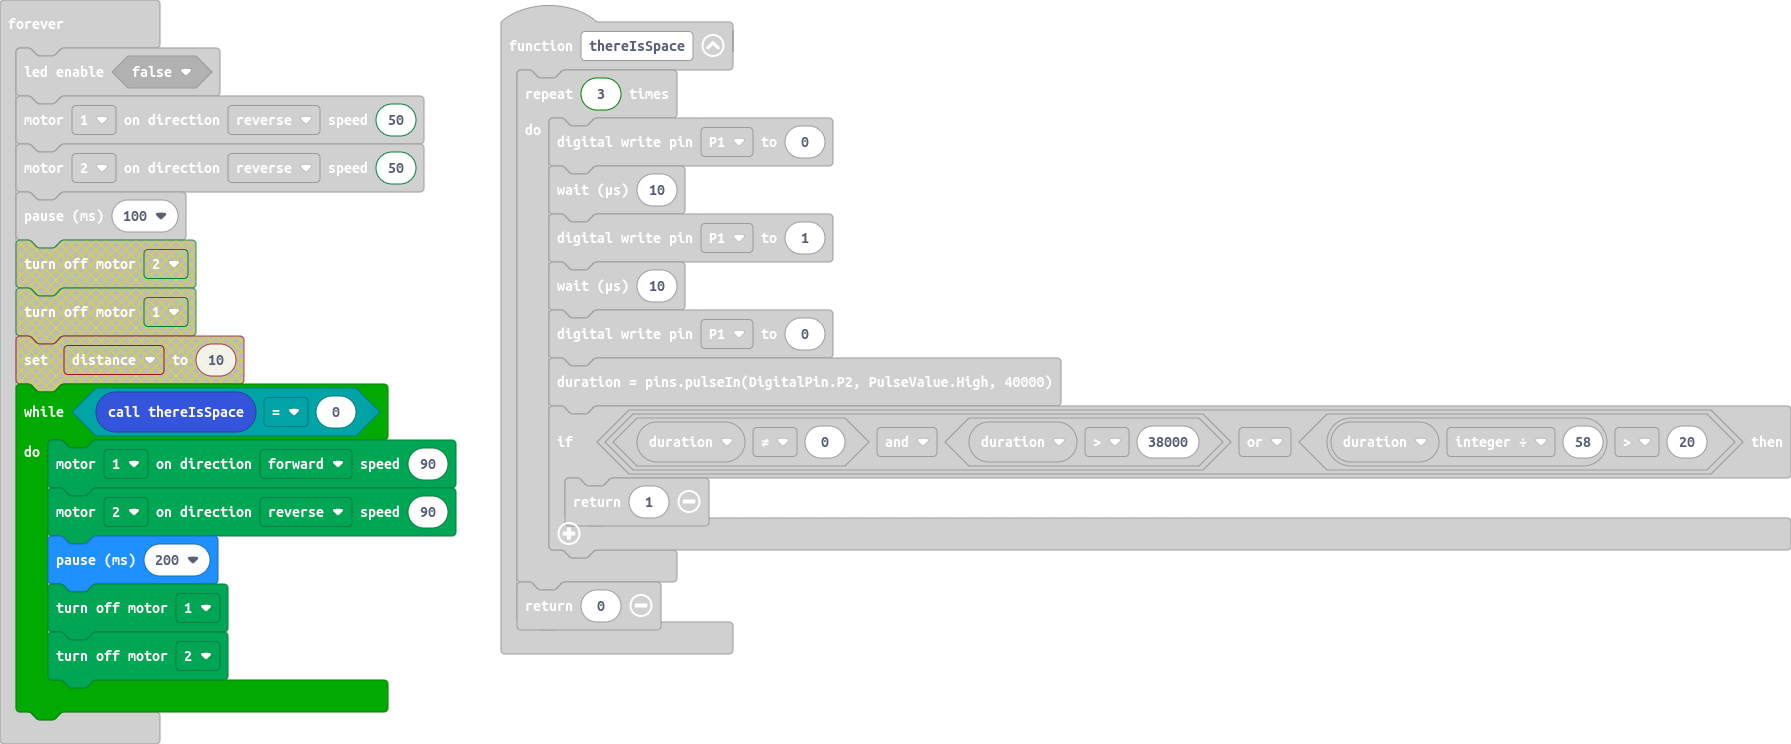 forever
led enable false
motor 1 on direction reverse speed 50
motor 2 on direction reverse speed 50
pause (ms) 100
turn off motor 2
turn off motor 1
set distance to 10
while call thereIsSpace = 0
do
motor 1 on direction forward speed 90
motor 2 on direction reverse speed 90
pause (ms) 200
turn off motor 1
turn off motor 2
function thereIsSpace
repeat 3 times
do
digital write pin P1 to 0
wait (µs) 10
digital write pin P1 to 1
wait (µs) 10
digital write pin P1 to 0
duration = pins.pulseIn(DigitalPin.P2, PulseValue.High, 40000)
if duration ≠ 0 and duration > 38000 or duration integer ÷ 58 > 20 then
return 1
return 0